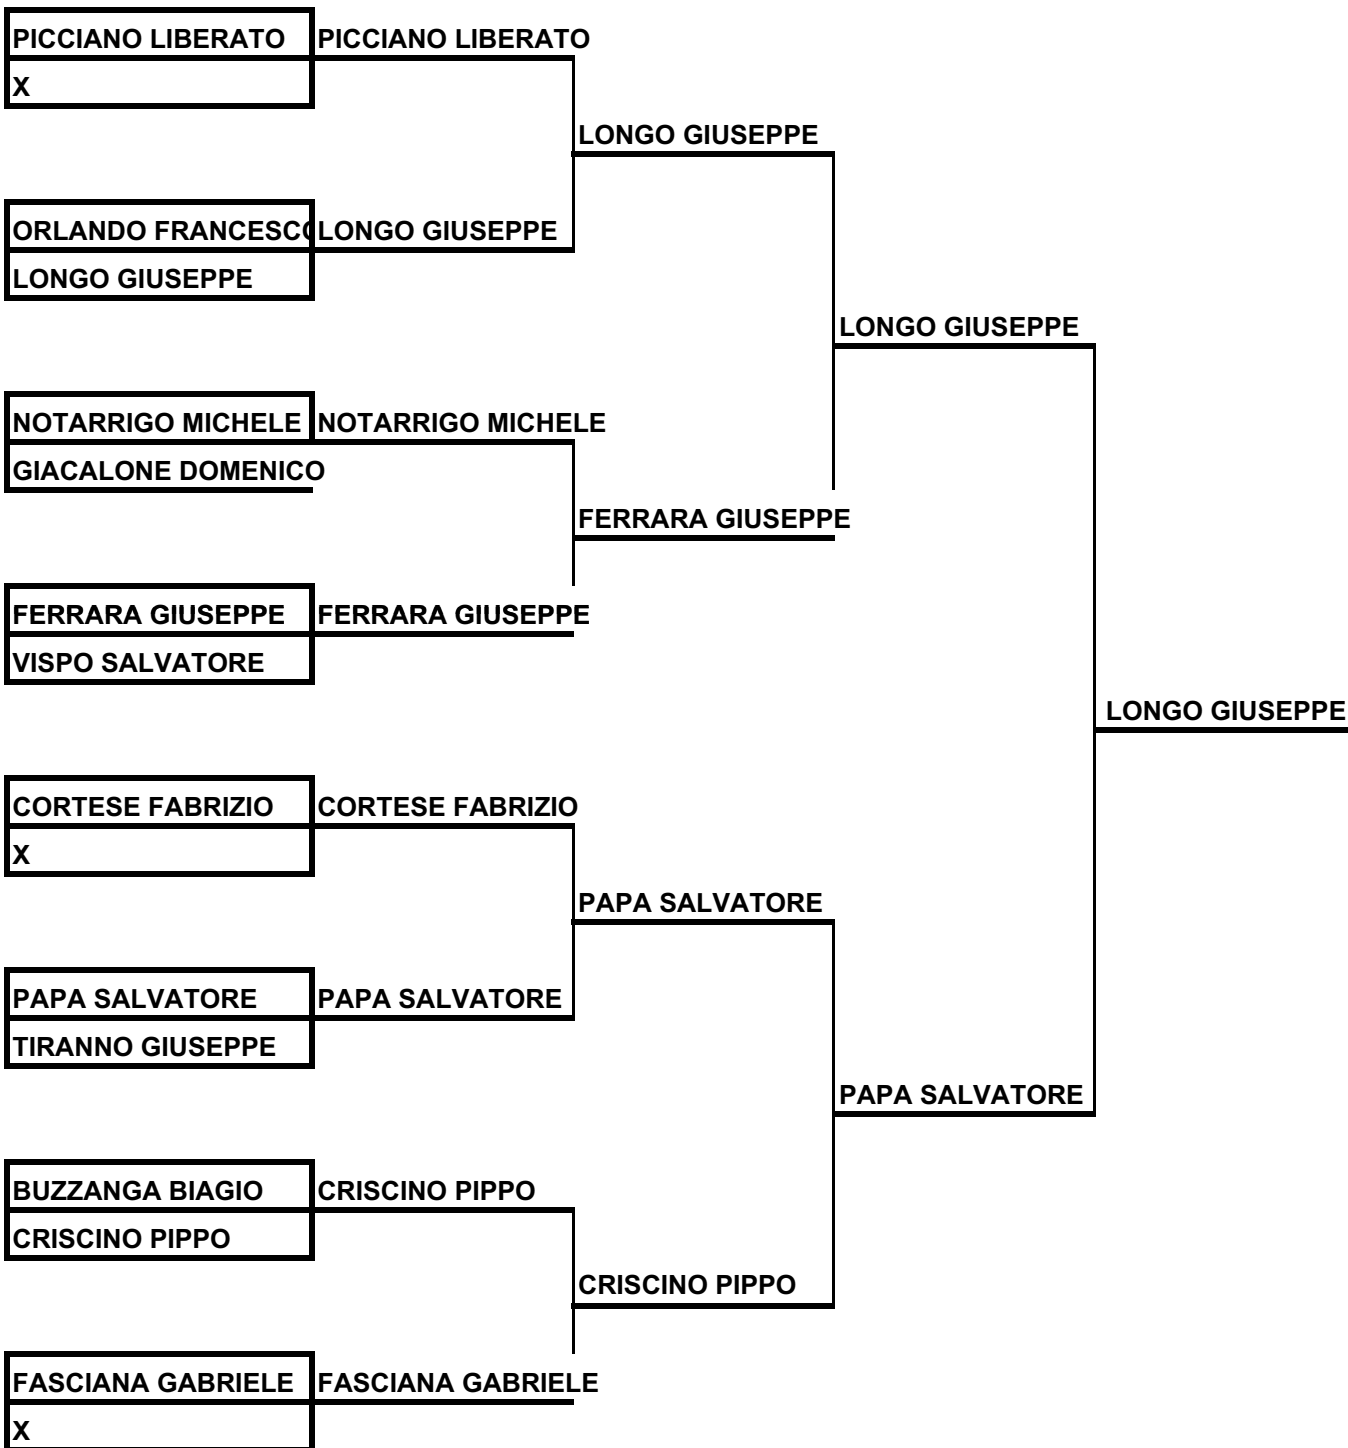 PICCIANO LIBERATO PICCIANO LIBERATO
X
LONGO GIUSEPPE
ORLANDO FRANCESCO LONGO GIUSEPPE
LONGO GIUSEPPE
LONGO GIUSEPPE
NOTARRIGO MICHELE NOTARRIGO MICHELE
GIACALONE DOMENICO
FERRARA GIUSEPPE
FERRARA GIUSEPPE FERRARA GIUSEPPE
VISPO SALVATORE
LONGO GIUSEPPE
CORTESE FABRIZIO CORTESE FABRIZIO
X
PAPA SALVATORE
PAPA SALVATORE PAPA SALVATORE
TIRANNO GIUSEPPE
PAPA SALVATORE
BUZZANGA BIAGIO CRISCINO PIPPO
CRISCINO PIPPO
CRISCINO PIPPO
FASCIANA GABRIELE FASCIANA GABRIELE
X